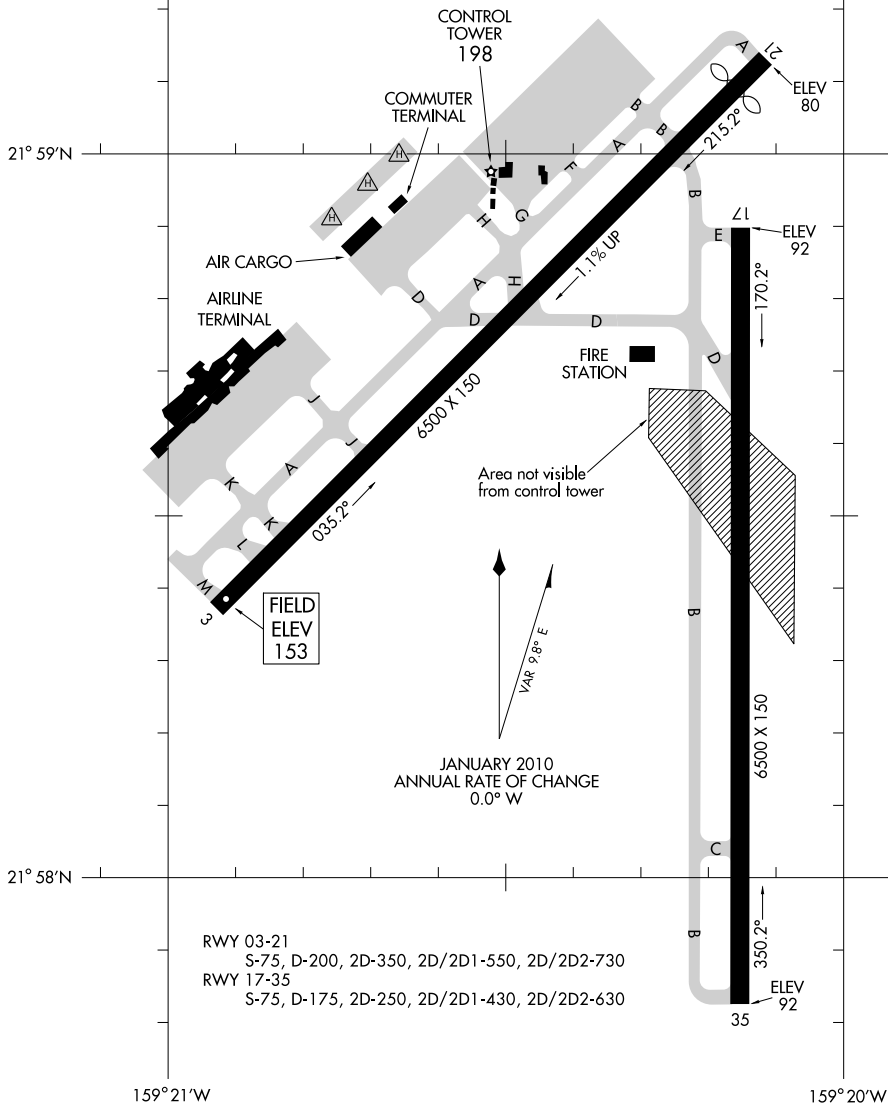 CONTROL
TOWER
198
A
21
ELEV
80
COMMUTER
TERMINAL
B
B
215.2°
21°59'N
A
F
H
H
H
B
H
G
17
E
ELEV
92
AIR CARGO
1.1% UP
170.2°
A
H
D
AIRLINE
TERMINAL
D
D
FIRE
STATION
D
J
6500 X 150
J
A
Area not visible
from control tower
K
K
035.2°
L
M
3
FIELD
ELEV
153
B
VAR 9.8° E
6500 X 150
JANUARY 2010
ANNUAL RATE OF CHANGE
0.0° W
C
21°58'N
B
350.2°
RWY 03-21
S-75, D-200, 2D-350, 2D/2D1-550, 2D/2D2-730
RWY 17-35
S-75, D-175, 2D-250, 2D/2D1-430, 2D/2D2-630
ELEV
92
35
159°21'W
159°20'W